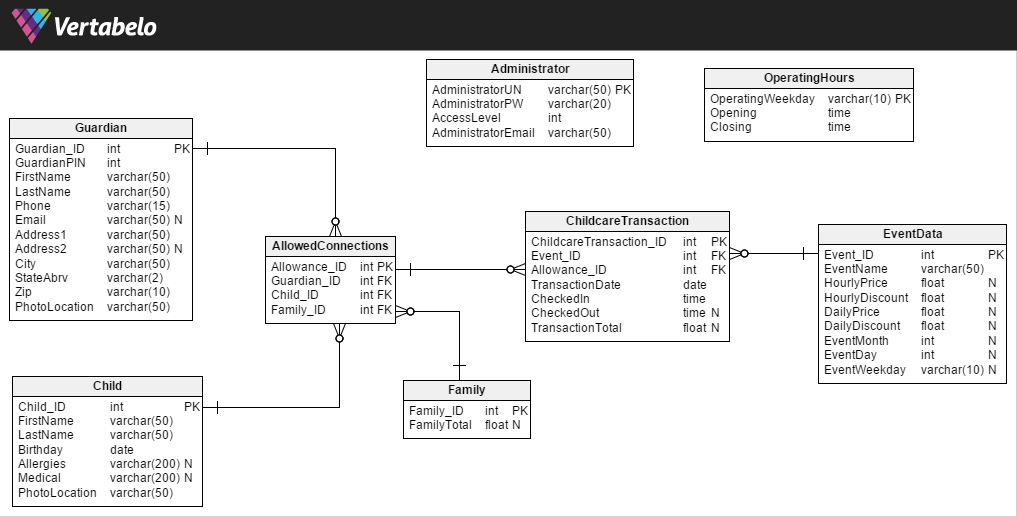 Vertabelo
Administrator
AdministratorUN varchar(50) PK
AdministratorPW varchar(20)
AccessLevel int
AdministratorEmail varchar(50)
OperatingHours
OperatingWeekday varchar(10) PK
Opening time
Closing time
Guardian
Guardian_ID int PK
GuardianPIN int
FirstName varchar(50)
LastName varchar(50)
Phone varchar(15)
Email varchar(50) N
Address1 varchar(50)
Address2 varchar(50) N
City varchar(50)
StateAbrv varchar(2)
Zip varchar(10)
PhotoLocation varchar(50)
AllowedConnections
Allowance_ID int PK
Guardian_ID int FK
Child_ID int FK
Family_ID int FK
ChildcareTransaction
ChildcareTransaction_ID int PK
Event_ID int FK
Allowance_ID int FK
TransactionDate date
CheckedIn time
CheckedOut time N
TransactionTotal float N
EventData
Event_ID int PK
EventName varchar(50)
HourlyPrice float N
HourlyDiscount float N
DailyPrice float N
DailyDiscount float N
EventMonth int N
EventDay int N
EventWeekday varchar(10) N
Child
Child_ID int PK
FirstName varchar(50)
LastName varchar(50)
Birthday date
Allergies varchar(200) N
Medical varchar(200) N
PhotoLocation varchar(50)
Family
Family_ID int PK
FamilyTotal float N